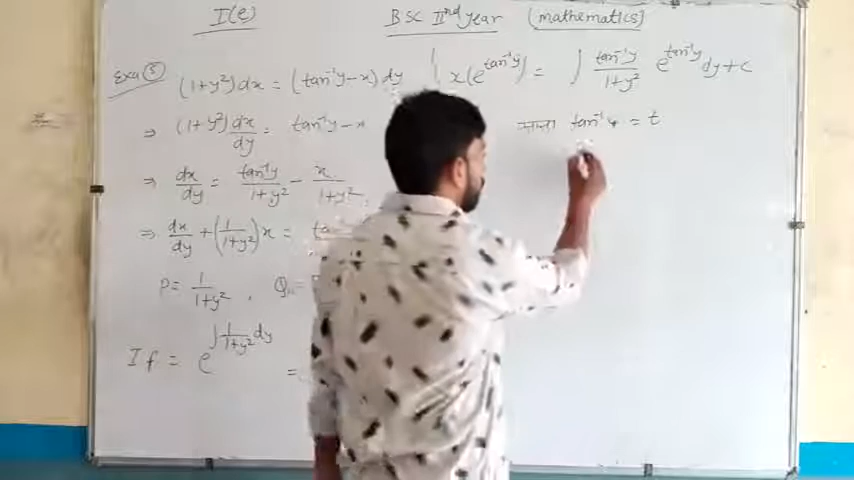 I(e) BSC IInd year (mathematics)
Exa(5) (1+y²)dx = (tan⁻¹y-x) dy
⇒ (1+y²)dx/dy = tan⁻¹y-x
⇒ dx/dy = tan⁻¹y/1+y² - x/1+y²
⇒ dx/dy + (1/1+y²)x =
P = 1/1+y² , Q =
If = e^∫1/1+y² dy =
x(e^tan⁻¹y) = ∫ tan⁻¹y/1+y² e^tan⁻¹y dy+c
माना tan⁻¹y = t